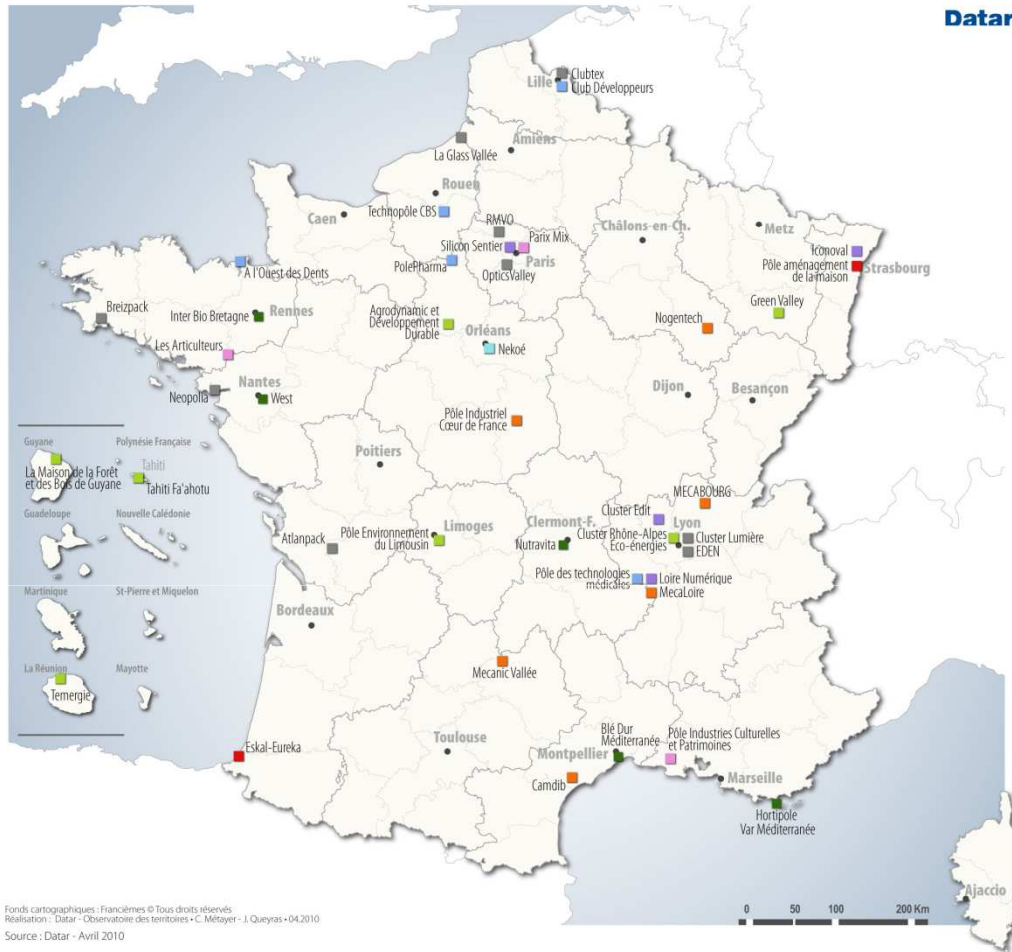 Datar
Clubtex
Lille
Club Développeurs
La Glass Vallée
Amiens
Rouen
Technopôle CBS
Caen
RMVO
Silicon Sentier
Parix Mix
Paris
PolePharma
OpticsValley
Châlons-en-Ch.
Metz
Iconoval
Pôle aménagement
de la maison
Strasbourg
A l'Ouest des Dents
Breizpack
Inter Bio Bretagne
Rennes
Agrodynamic et
Développement
Durable
Orléans
Nekoé
Green Valley
Nogentech
Les Articulteurs
Neopolia
Nantes
West
Dijon
Besançon
Pôle Industriel
Cœur de France
Poitiers
Guyane
La Maison de la Forêt
et des Bois de Guyane
Polynésie Française
Tahiti
Tahiti Fa'ahotu
Guadeloupe
Nouvelle Calédonie
Martinique
St-Pierre et Miquelon
La Réunion
Temergie
Mayotte
MECABOURG
Cluster Edit
Lyon
Cluster Rhône-Alpes
Eco-énergies
Cluster Lumière
EDEN
Atlanpack
Pôle Environnement
du Limousin
Limoges
Clermont-F.
Nutravita
Pôle des technologies
médicales
Loire Numérique
MecaLoire
Bordeaux
Mecanic Vallée
Eskal-Eureka
Toulouse
Montpellier
Blé Dur
Méditerranée
Pôle Industries Culturelles
et Patrimoines
Camdib
Marseille
Hortipole
Var Méditerranée
Ajaccio
0 50 100 200 Km
Fonds cartographiques : Francièmes © Tous droits réservés
Réalisation : Datar - Observatoire des territoires • C. Métayer - J. Queyras • 04.2010
Source : Datar - Avril 2010